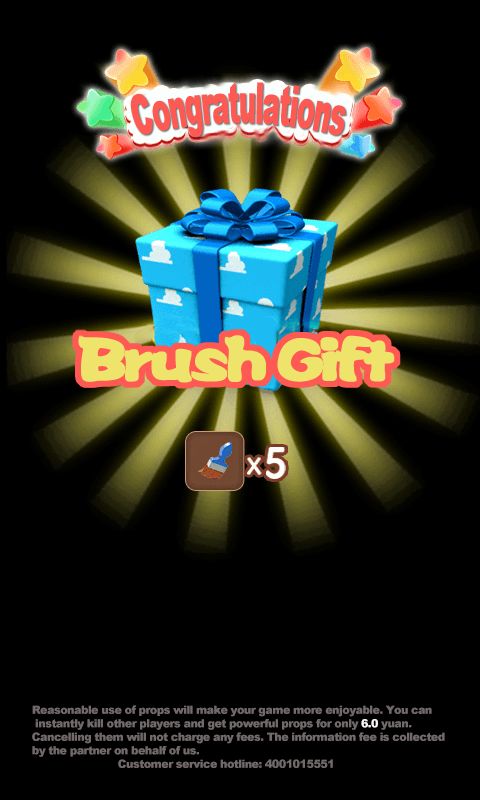 Congratulations
Brush Gift
x5
Reasonable use of props will make your game more enjoyable. You can
instantly kill other players and get powerful props for only 6.0 yuan.
Cancelling them will not charge any fees. The information fee is collected
by the partner on behalf of us.
Customer service hotline: 4001015551